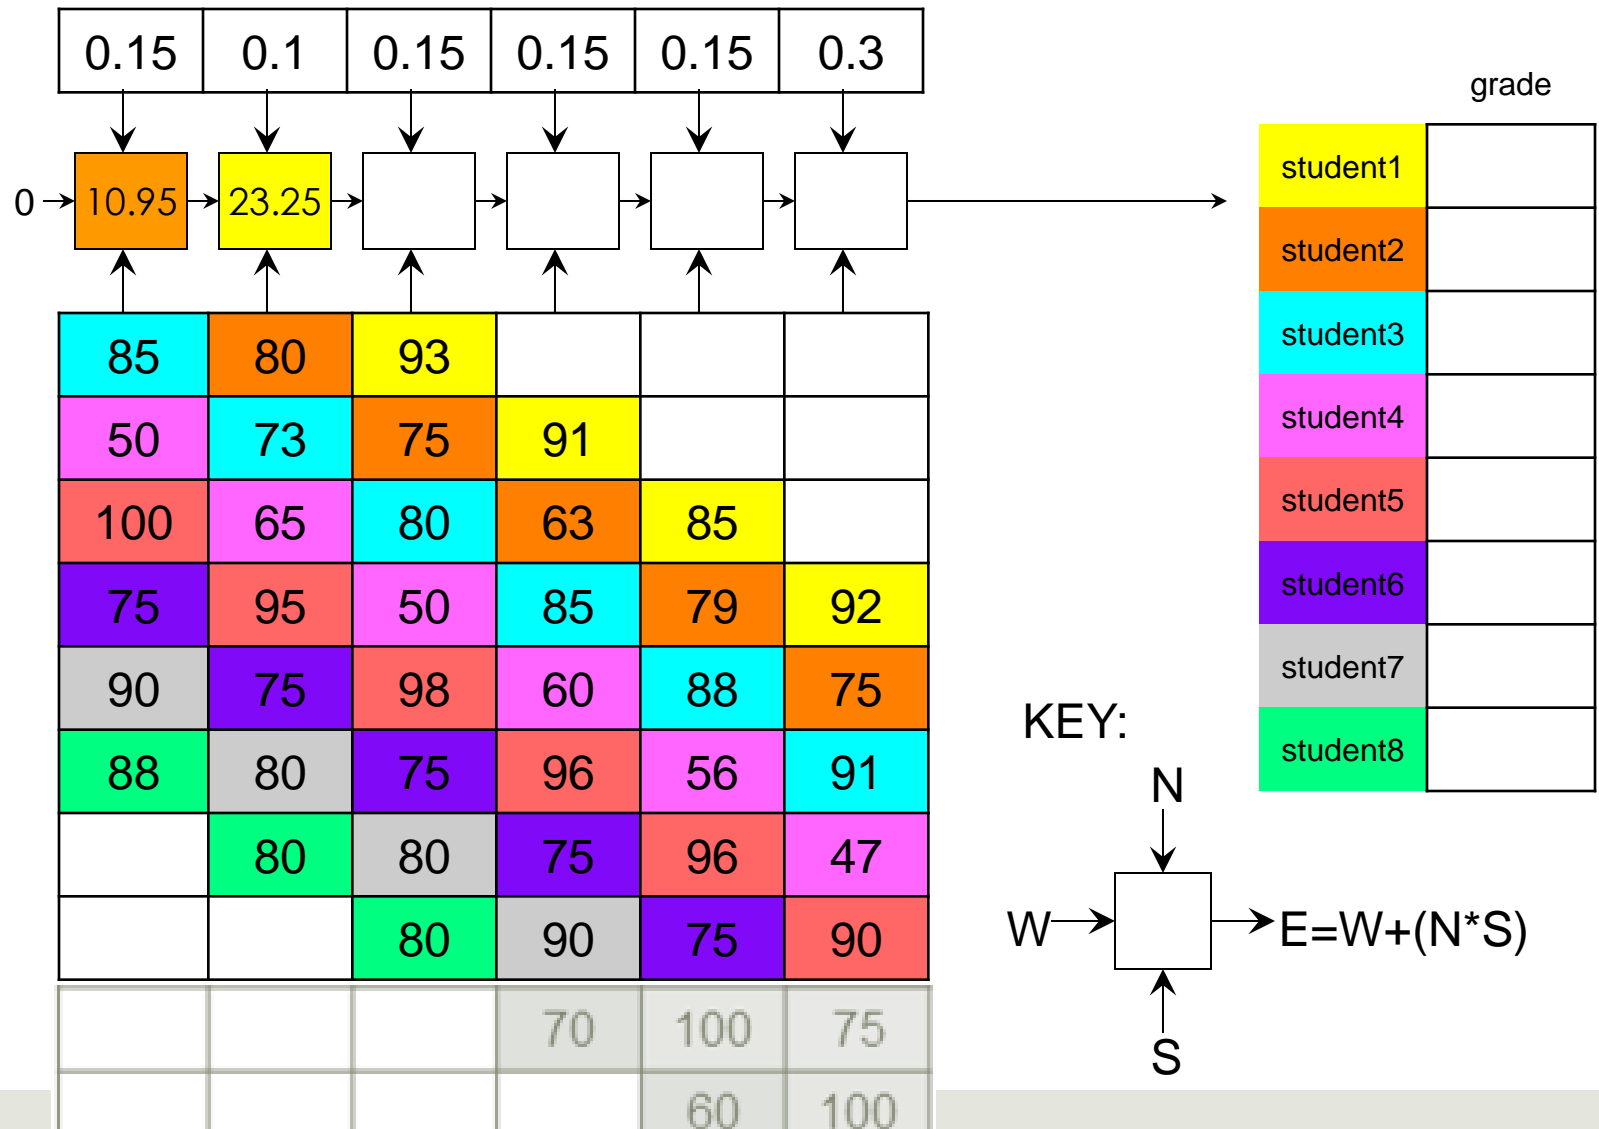 0.15 0.1 0.15 0.15 0.15 0.3
grade
0 10.95 23.25
student1
student2
student3
student4
student5
student6
student7
student8
85 80 93
50 73 75 91
100 65 80 63 85
75 95 50 85 79 92
90 75 98 60 88 75
88 80 75 96 56 91
80 80 75 96 47
80 90 75 90
70 100 75
60 100
KEY:
N
W E=W+(N*S)
S